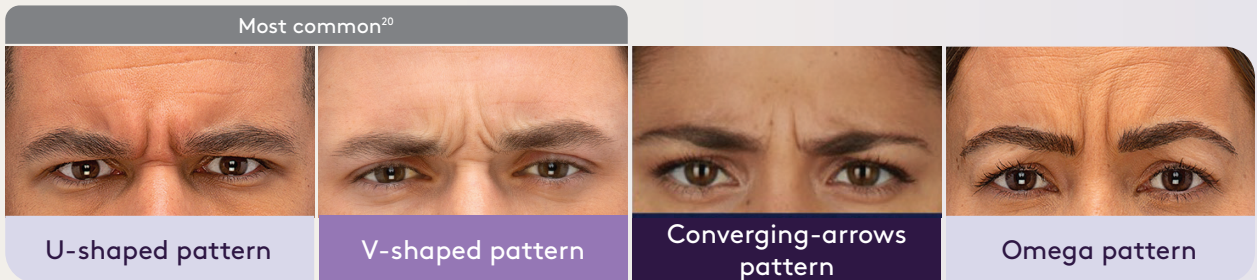 Most common²⁰
U-shaped pattern
V-shaped pattern
Converging-arrows
pattern
Omega pattern